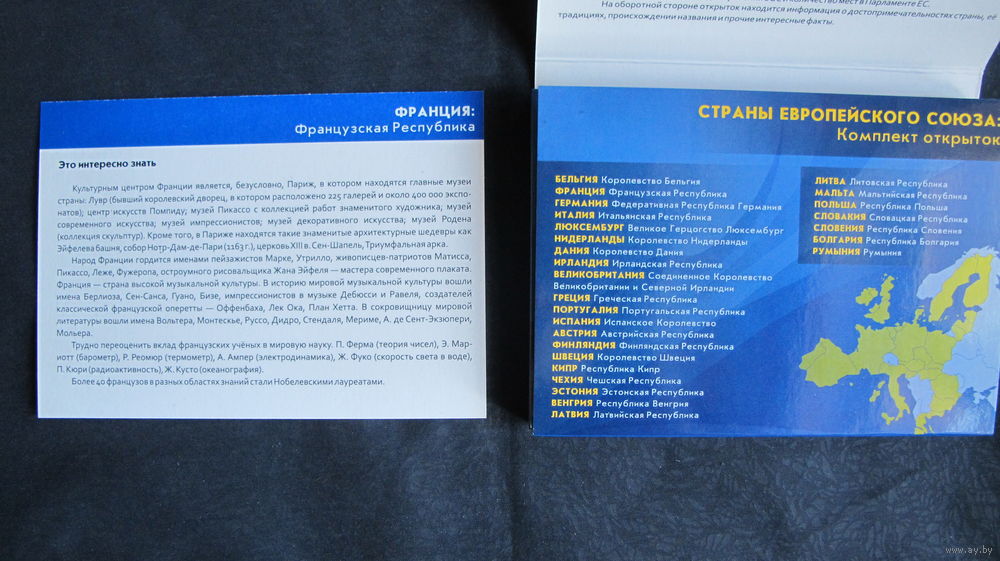 ФРАНЦИЯ:
Французская Республика
Это интересно знать
Культурным центром Франции является, безусловно, Париж, в котором находятся главные музеи
страны: Лувр (бывший королевский дворец, в котором расположено 225 галерей и около 400 000 экспо-
натов); центр искусств Помпиду; музей Пикассо с коллекцией работ знаменитого художника; музей
современного искусства; музей импрессионистов; музей декоративного искусства; музей Родена
(коллекция скульптур). Кроме того, в Париже находятся такие знаменитые архитектурные шедевры как
Эйфелева башня, собор Нотр-Дам-де-Пари (1163 г.), церковь XIII в. Сен-Шапель, Триумфальная арка.
Народ Франции гордится именами пейзажистов Марке, Утрилло, живописцев-патриотов Матисса,
Пикассо, Леже, Фужерола, остроумного рисовальщика Жана Эйфеля — мастера современного плаката.
Франция — страна высокой музыкальной культуры. В историю мировой музыкальной культуры вошли
имена Берлиоза, Сен-Санса, Гуано, Бизе, импрессионистов в музыке Дебюсси и Равеля, создателей
классической французской оперетты — Оффенбаха, Лек Ока, План Хетта. В сокровищницу мировой
литературы вошли имена Вольтера, Монтескье, Руссо, Дидро, Стендаля, Мериме, А. де Сент-Экзюпери,
Мольера.
Трудно переоценить вклад французских учёных в мировую науку. П. Ферма (теория чисел), Э. Мар-
иотт (барометр), Р. Реомюр (термометр), А. Ампер (электродинамика), Ж. Фуко (скорость света в воде),
П. Кюри (радиоактивность), Ж. Кусто (океанография).
Более 40 французов в разных областях знаний стали Нобелевскими лауреатами.
количество мест в Парламенте ЕС.
На оборотной стороне открыток находится информация о достопримечательностях страны, её
традициях, происхождении названия и прочие интересные факты.
СТРАНЫ ЕВРОПЕЙСКОГО СОЮЗА:
Комплект открыток
БЕЛЬГИЯ Королевство Бельгия
ФРАНЦИЯ Французская Республика
ГЕРМАНИЯ Федеративная Республика Германия
ИТАЛИЯ Итальянская Республика
ЛЮКСЕМБУРГ Великое Герцогство Люксембург
НИДЕРЛАНДЫ Королевство Нидерланды
ДАНИЯ Королевство Дания
ИРЛАНДИЯ Ирландская Республика
ВЕЛИКОБРИТАНИЯ Соединенное Королевство
Великобритании и Северной Ирландии
ГРЕЦИЯ Греческая Республика
ПОРТУГАЛИЯ Португальская Республика
ИСПАНИЯ Испанское Королевство
АВСТРИЯ Австрийская Республика
ФИНЛЯНДИЯ Финляндская Республика
ШВЕЦИЯ Королевство Швеция
КИПР Республика Кипр
ЧЕХИЯ Чешская Республика
ЭСТОНИЯ Эстонская Республика
ВЕНГРИЯ Республика Венгрия
ЛАТВИЯ Латвийская Республика
ЛИТВА Литовская Республика
МАЛЬТА Мальтийская Республика
ПОЛЬША Республика Польша
СЛОВАКИЯ Словацкая Республика
СЛОВЕНИЯ Республика Словения
БОЛГАРИЯ Республика Болгария
РУМЫНИЯ Румыния
www.ay.by